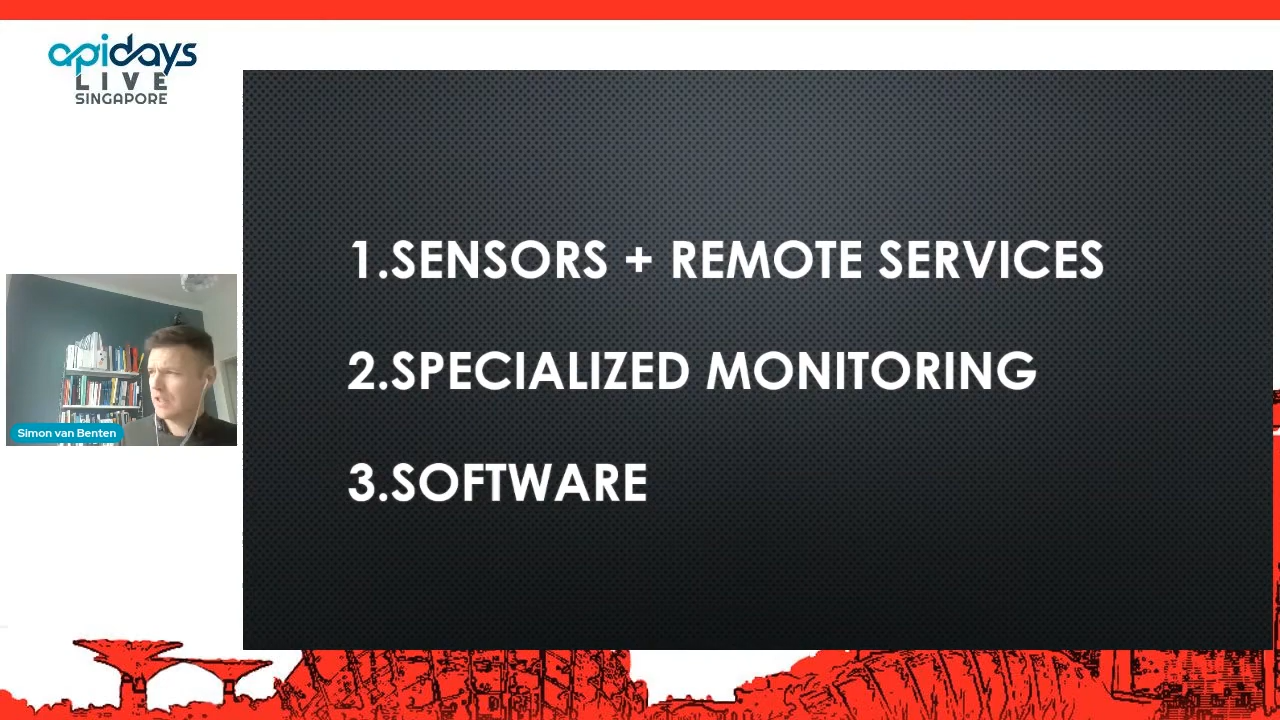 apidays
LIVE
SINGAPORE
1.SENSORS + REMOTE SERVICES
2.SPECIALIZED MONITORING
3.SOFTWARE
Simon van Benten